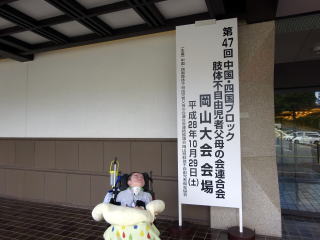 第47回 中国・四国ブロック
肢体不自由児者父母の会連合会
岡山大会 会場
平成28年10月29日(土)